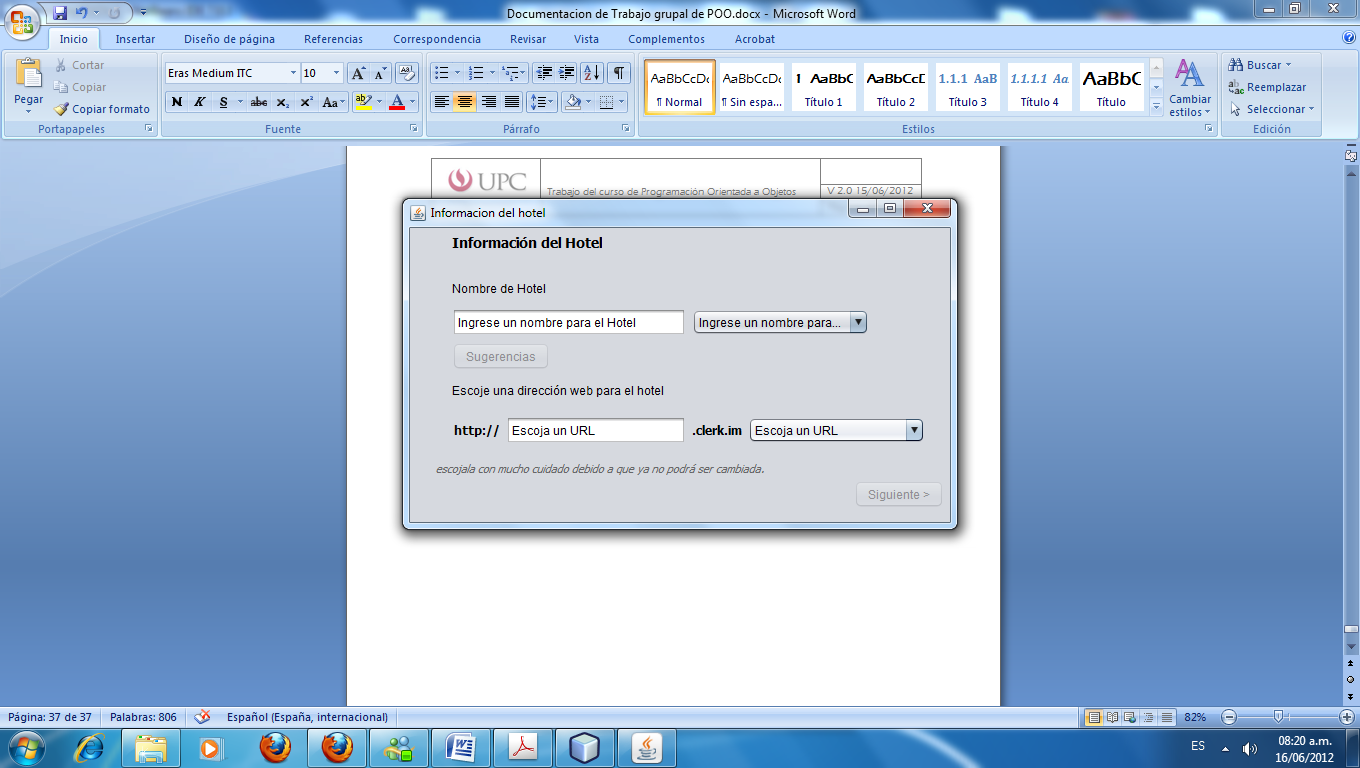 Documentacion de Trabajo grupal de POO.docx - Microsoft Word
Inicio Insertar Diseño de página Referencias Correspondencia Revisar Vista Complementos Acrobat
Pegar
Cortar
Copiar
Copiar formato
Portapapeles
Eras Medium ITC 10
N K S abc x₂ x² Aa ab A
Fuente
Párrafo
AaBbCcDc AaBbCcDc 1 AaBbC AaBbCcD 1.1.1 AaB 1.1.1.1 Aa AaBbC
¶ Normal ¶ Sin espa... Título 1 Título 2 Título 3 Título 4 Título
Cambiar estilos
Estilos
Buscar
Reemplazar
Seleccionar
Edición
UPC
Trabajo del curso de Programación Orientada a Objetos
V 2.0 15/06/2012
Informacion del hotel
Información del Hotel
Nombre de Hotel
Ingrese un nombre para el Hotel Ingrese un nombre para...
Sugerencias
Escoje una dirección web para el hotel
http:// Escoja un URL .clerk.im Escoja un URL
escojala con mucho cuidado debido a que ya no podrá ser cambiada.
Siguiente >
Página: 37 de 37 Palabras: 806 Español (España, internacional) 82%
ES 08:20 a.m.
16/06/2012